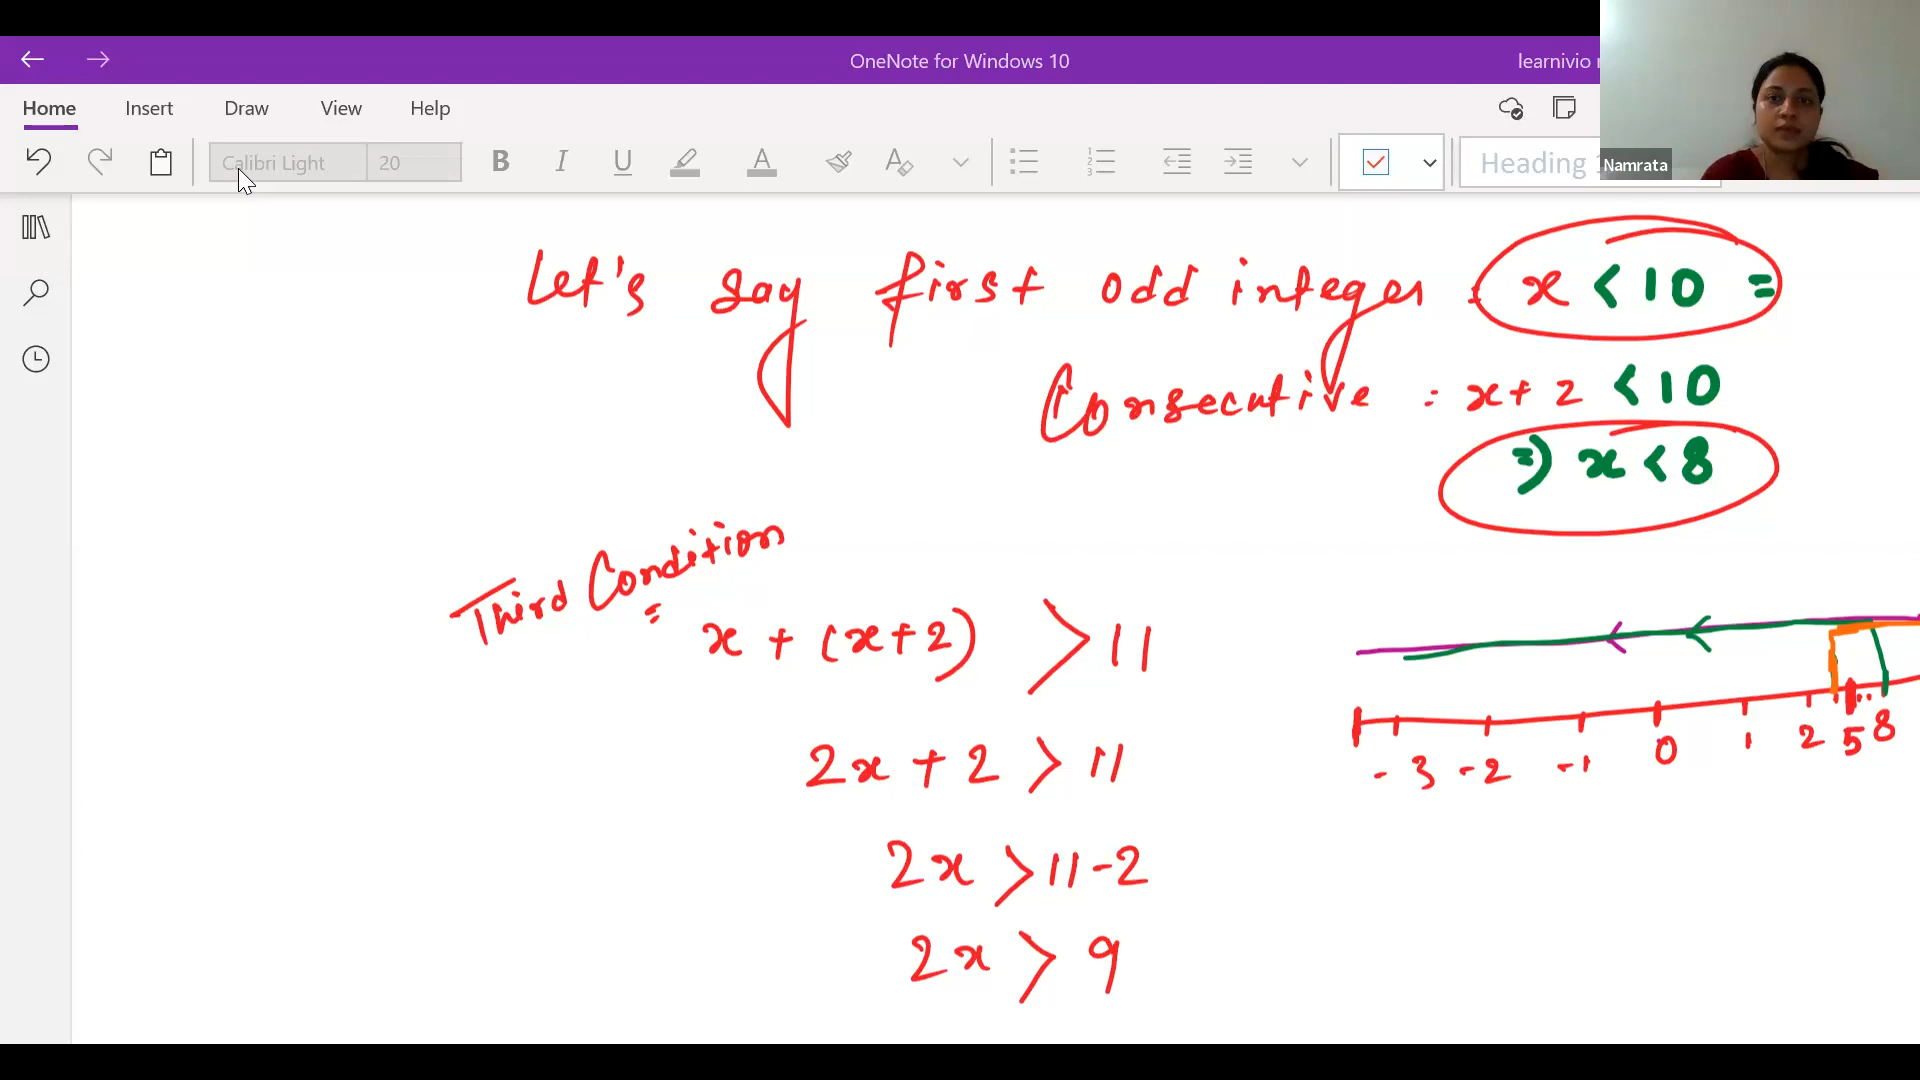 OneNote for Windows 10
learnivio
Home Insert Draw View Help
Calibri Light 20 B I U A A Heading
Namrata
Let's say first odd integer : x < 10 =
Consecutive = x + 2 < 10
=) x < 8
Third Condition =
x + (x+2) > 11
2x + 2 > 11
2x > 11 - 2
2x > 9
-3 -2 -1 0 1 2 5 8